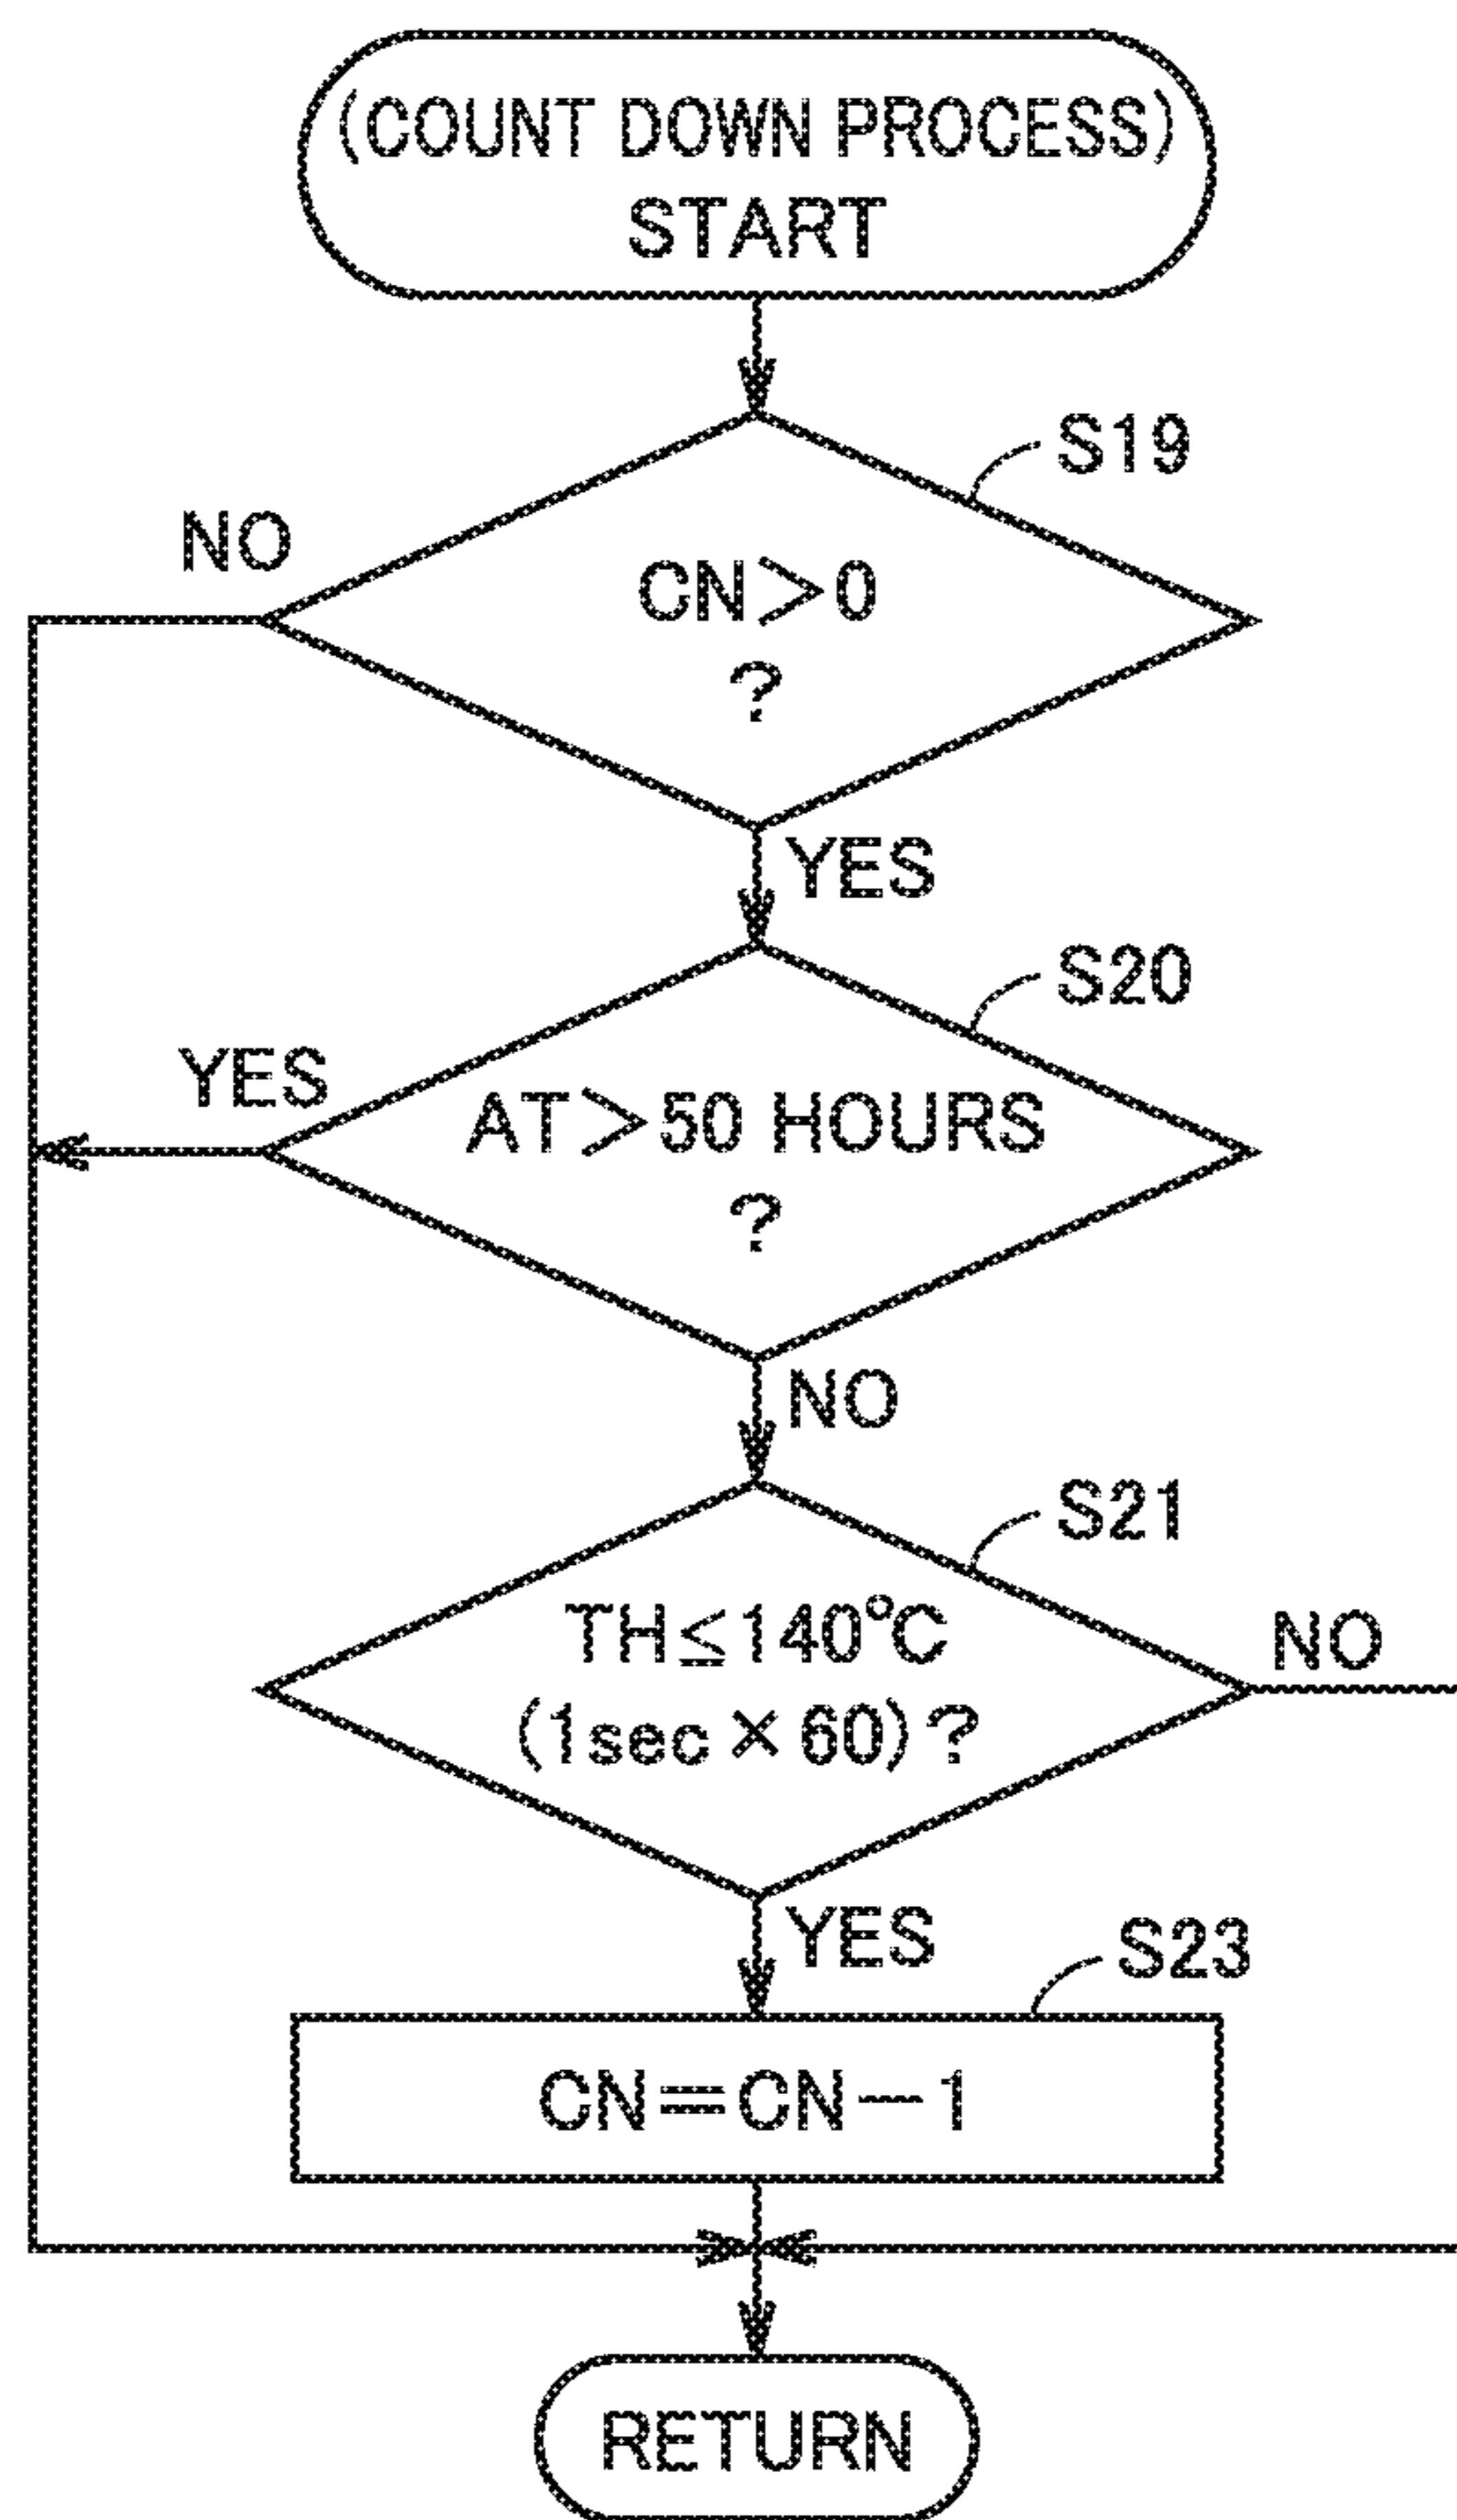 (COUNT DOWN PROCESS)
START
S19
NO
CN>0
?
YES
S20
YES
AT>50 HOURS
?
NO
S21
TH≦140℃
NO
(1sec×60)?
YES
S23
CN=CN−1
RETURN